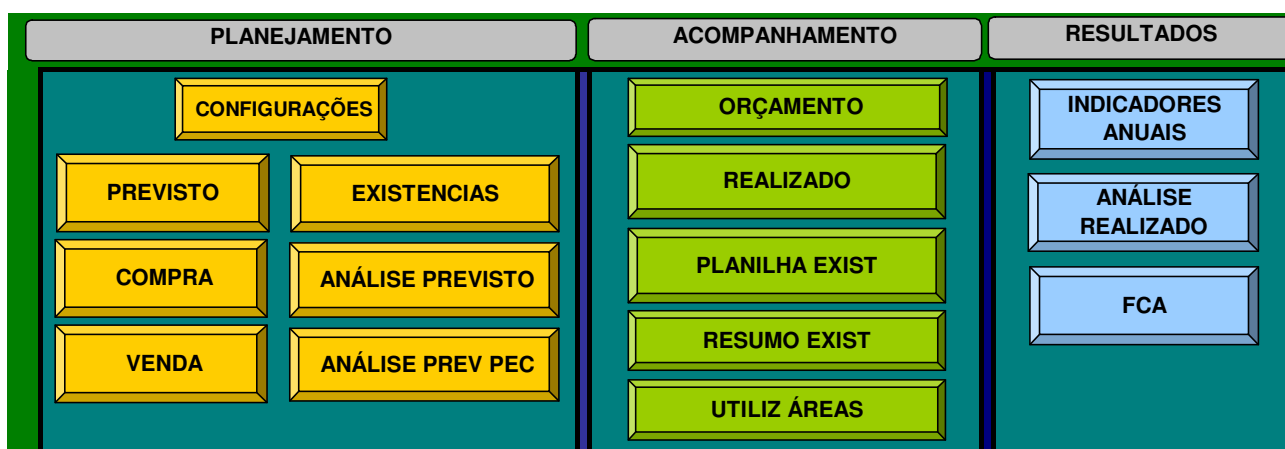 PLANEJAMENTO
ACOMPANHAMENTO
RESULTADOS
CONFIGURAÇÕES
PREVISTO
EXISTENCIAS
COMPRA
ANÁLISE PREVISTO
VENDA
ANÁLISE PREV PEC
ORÇAMENTO
REALIZADO
PLANILHA EXIST
RESUMO EXIST
UTILIZ ÁREAS
INDICADORES
ANUAIS
ANÁLISE
REALIZADO
FCA